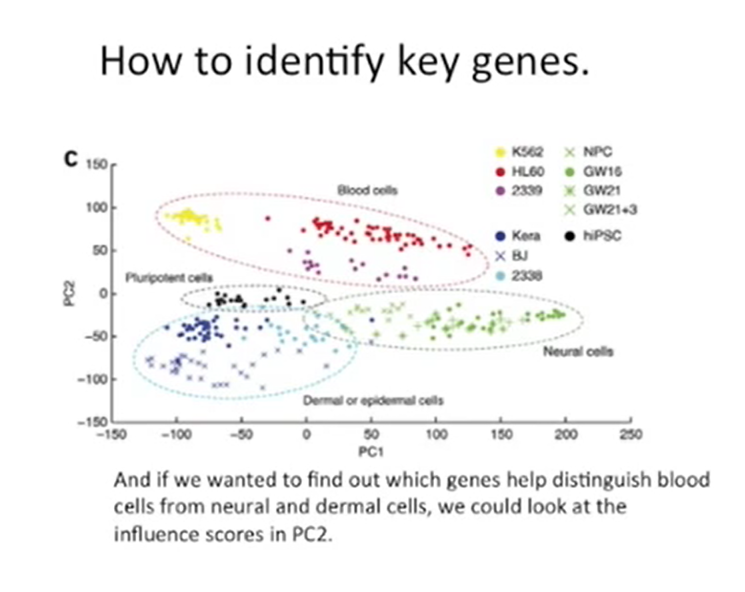 How to identify key genes.
c
150
100
50
0
−50
−100
−150
PC2
−150 −100 −50 0 50 100 150 200 250
PC1
Blood cells
Pluripotent cells
Neural cells
Dermal or epidermal cells
K562
HL60
2339
Kera
BJ
2338
NPC
GW16
GW21
GW21+3
hiPSC
And if we wanted to find out which genes help distinguish blood
cells from neural and dermal cells, we could look at the
influence scores in PC2.